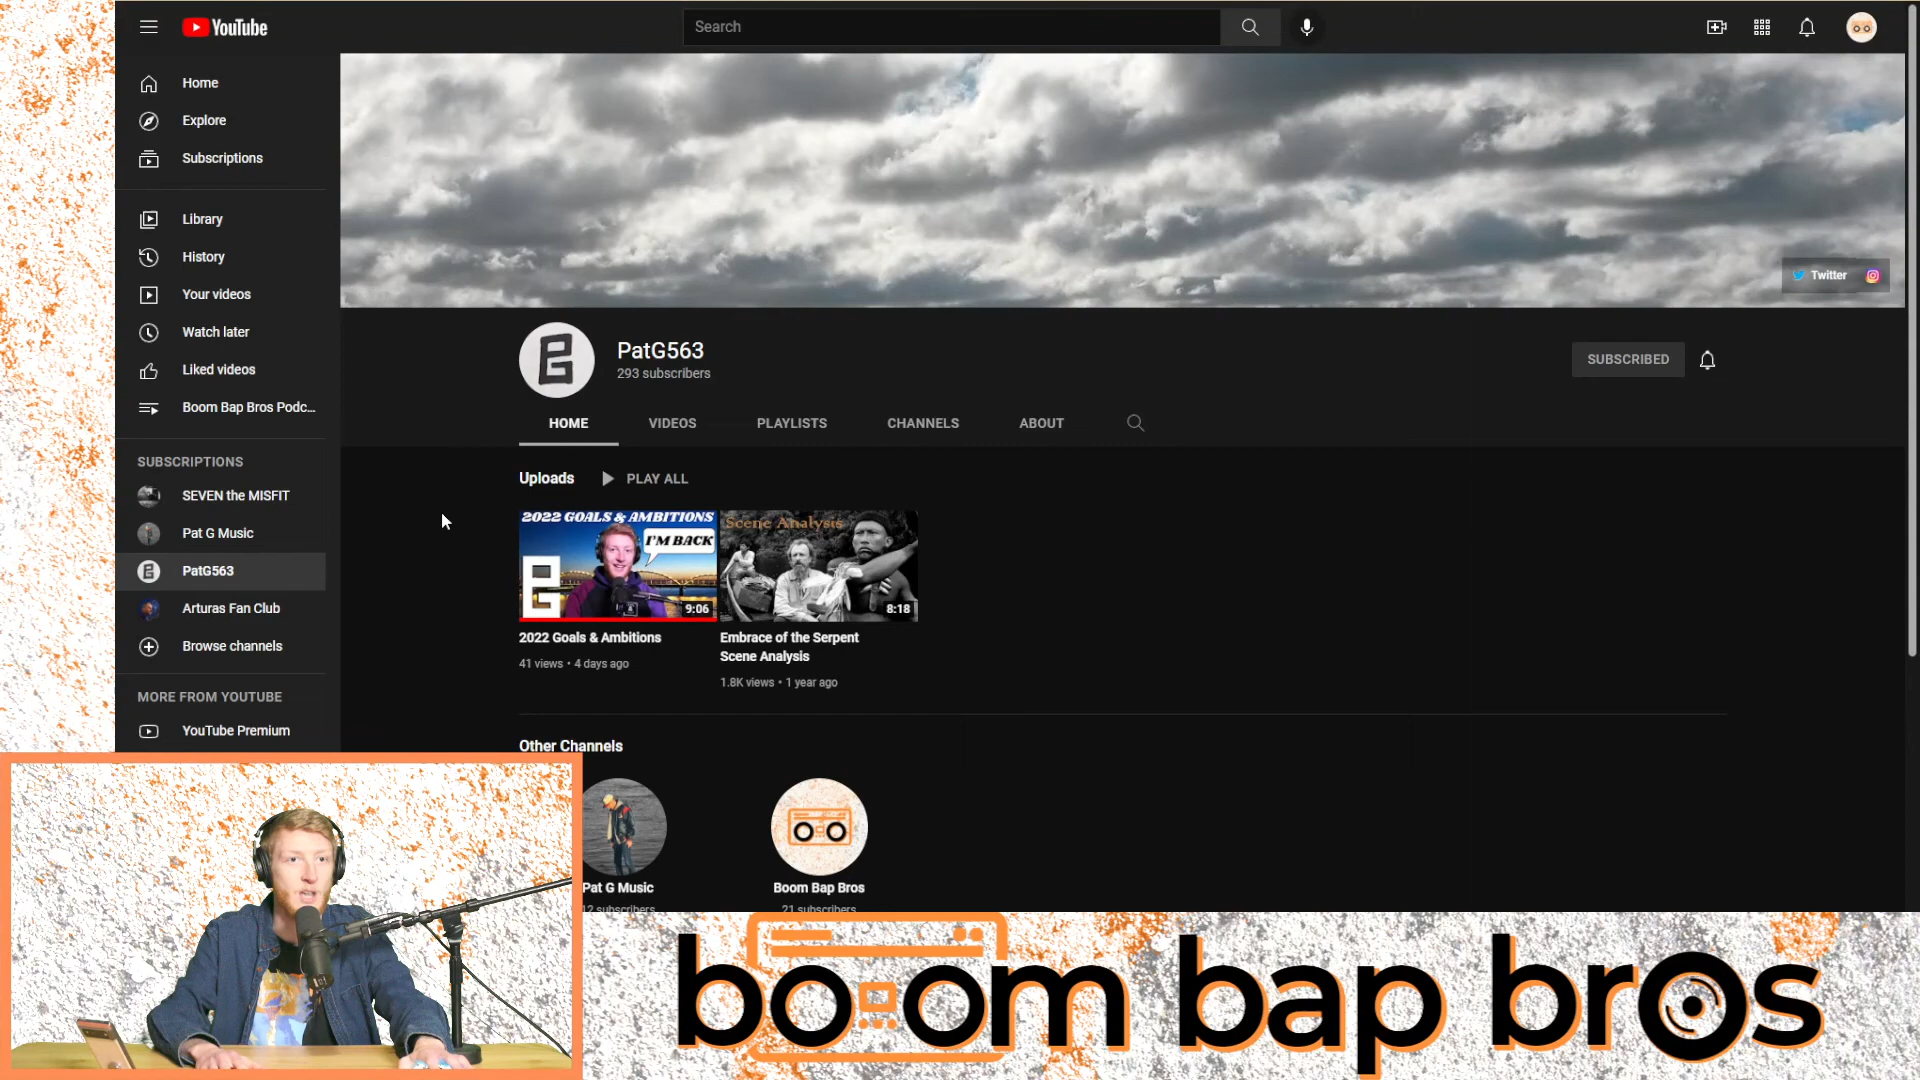 YouTube
Search
Home
Explore
Subscriptions
Library
History
Your videos
Watch later
Liked videos
Boom Bap Bros Podc...
SUBSCRIPTIONS
SEVEN the MISFIT
Pat G Music
PatG563
Arturas Fan Club
Browse channels
MORE FROM YOUTUBE
YouTube Premium
Twitter
PatG563
293 subscribers
SUBSCRIBED
HOME
VIDEOS
PLAYLISTS
CHANNELS
ABOUT
Uploads
PLAY ALL
2022 GOALS & AMBITIONS
I'M BACK
9:06
2022 Goals & Ambitions
41 views • 4 days ago
Scene Analysis
8:18
Embrace of the Serpent
Scene Analysis
1.8K views • 1 year ago
Other Channels
Pat G Music
12 subscribers
Boom Bap Bros
21 subscribers
boom bap bros